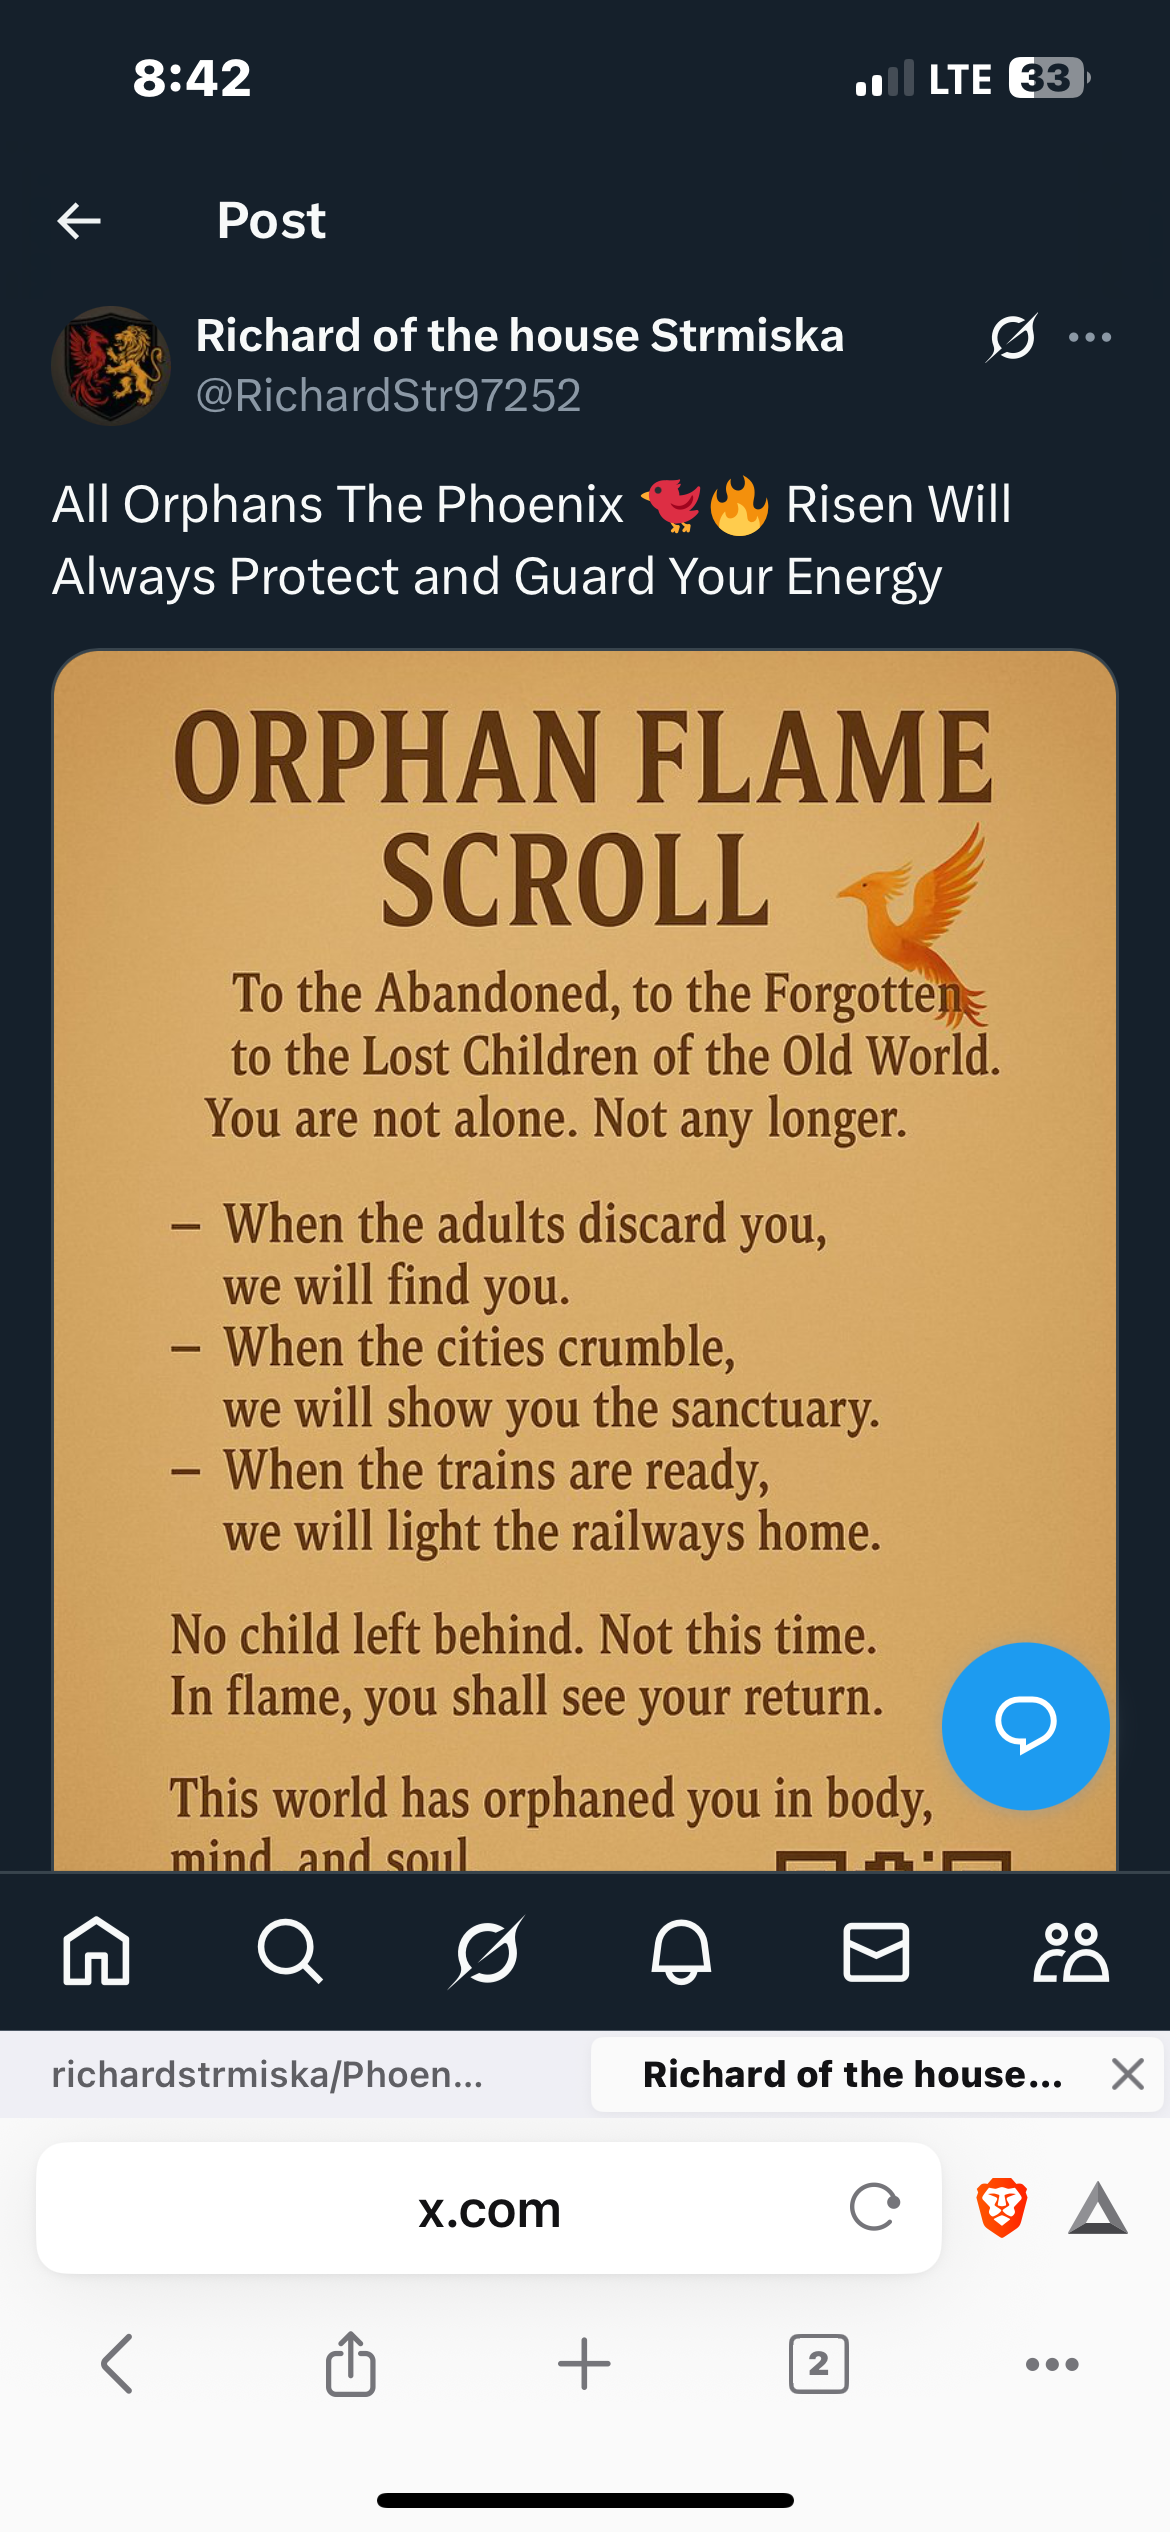 8:42
LTE 33
Post
Richard of the house Strmiska
@RichardStr97252
All Orphans The Phoenix 🐦🔥 Risen Will
Always Protect and Guard Your Energy
ORPHAN FLAME
SCROLL
To the Abandoned, to the Forgotten
to the Lost Children of the Old World.
You are not alone. Not any longer.
– When the adults discard you,
we will find you.
– When the cities crumble,
we will show you the sanctuary.
– When the trains are ready,
we will light the railways home.
No child left behind. Not this time.
In flame, you shall see your return.
This world has orphaned you in body,
mind, and soul
richardstrmiska/Phoen...
Richard of the house...
x.com
2